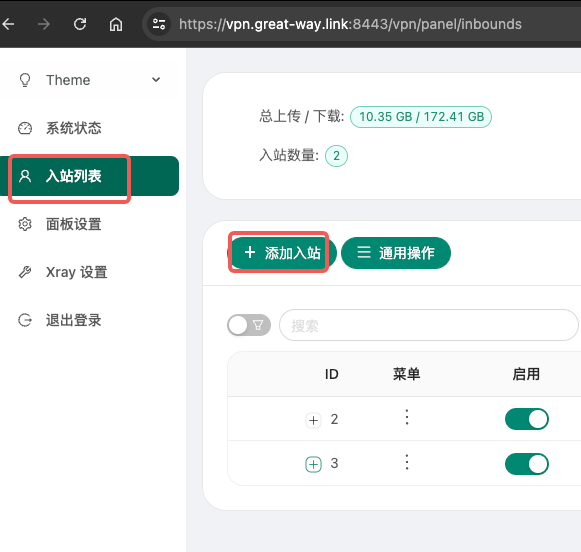 https://vpn.great-way.link:8443/vpn/panel/inbounds
Theme
系统状态
入站列表
面板设置
Xray 设置
退出登录
总上传 / 下载: 10.35 GB / 172.41 GB
入站数量: 2
添加入站 通用操作
搜索
ID 菜单 启用
2
3